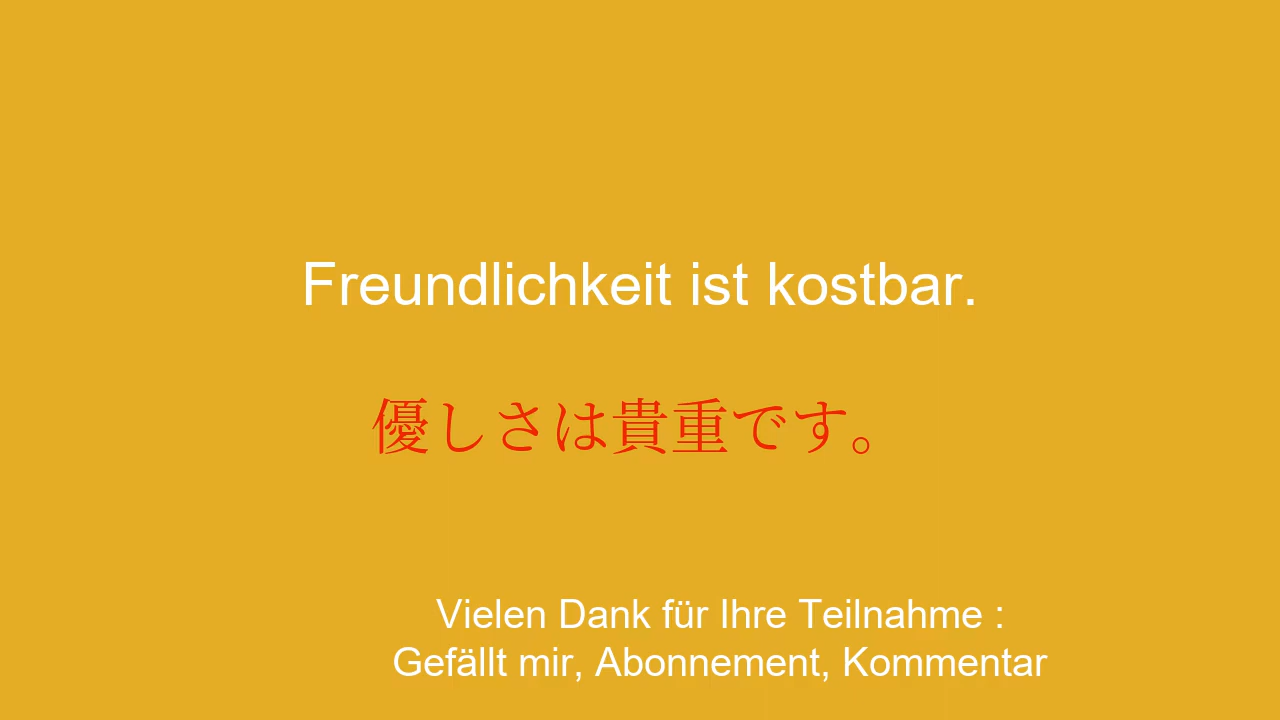 Freundlichkeit ist kostbar.
優しさは貴重です。
Vielen Dank für Ihre Teilnahme :
Gefällt mir, Abonnement, Kommentar